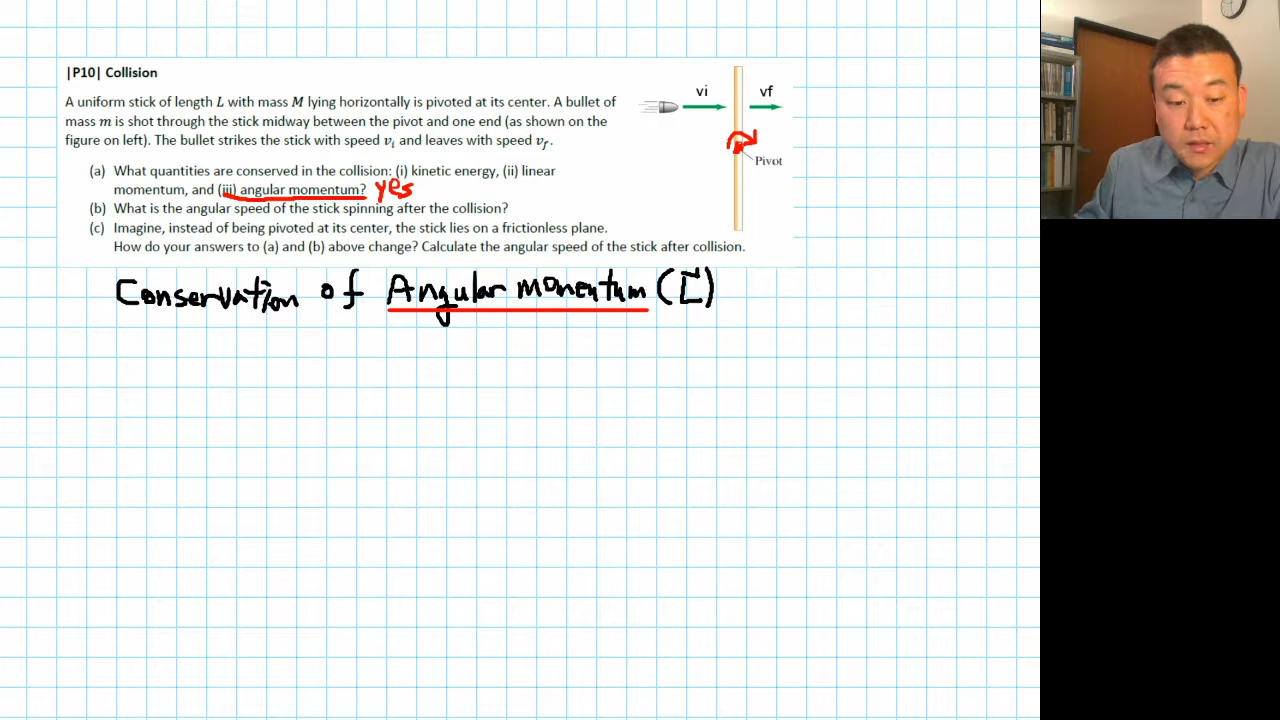 |P10| Collision
A uniform stick of length L with mass M lying horizontally is pivoted at its center. A bullet of
mass m is shot through the stick midway between the pivot and one end (as shown on the
figure on left). The bullet strikes the stick with speed vi and leaves with speed vf.
(a) What quantities are conserved in the collision: (i) kinetic energy, (ii) linear
momentum, and (iii) angular momentum? yes
(b) What is the angular speed of the stick spinning after the collision?
(c) Imagine, instead of being pivoted at its center, the stick lies on a frictionless plane.
How do your answers to (a) and (b) above change? Calculate the angular speed of the stick after collision.
vi
vf
Pivot
Conservation of Angular momentum (L⃗)